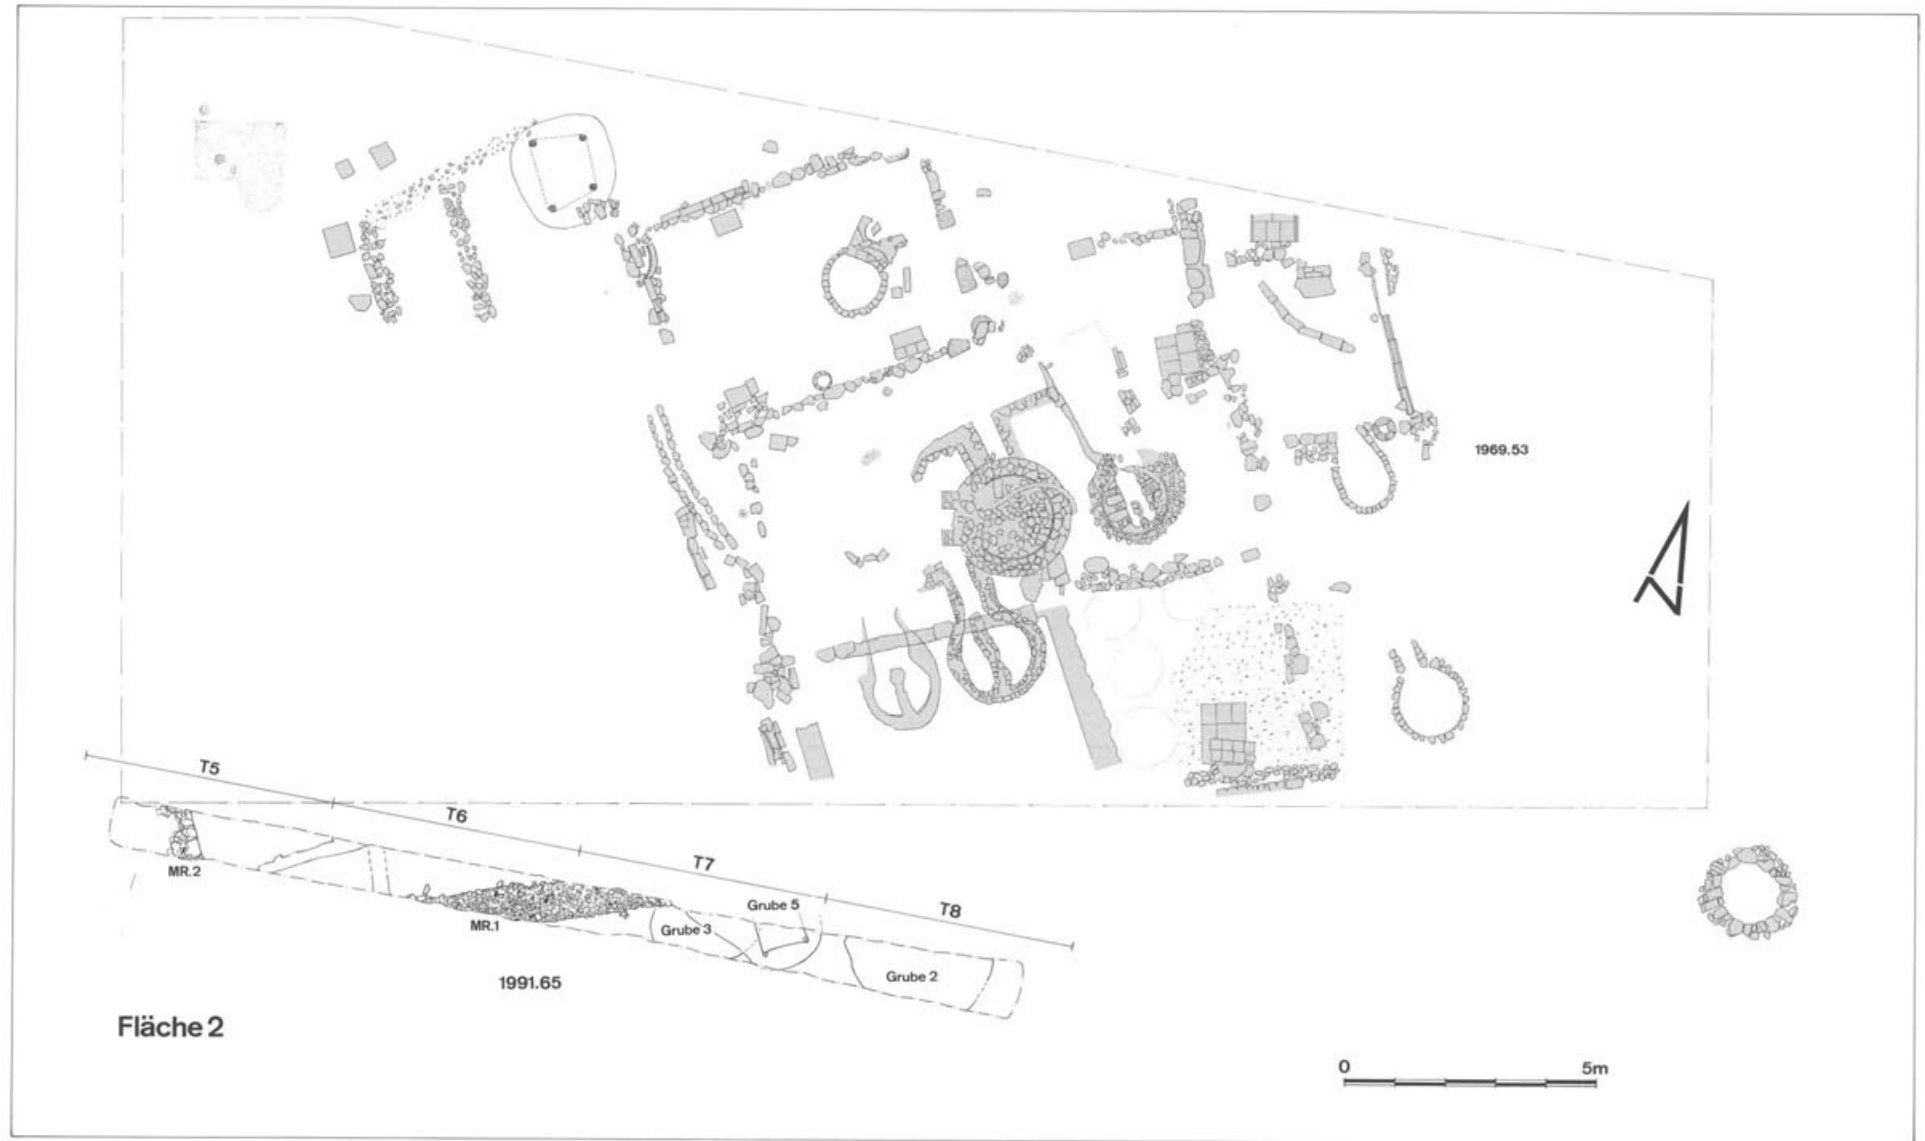 1969.53
T5
T6
T7
T8
MR.2
MR.1
Grube 5
Grube 3
Grube 2
1991.65
Fläche 2
0 5m